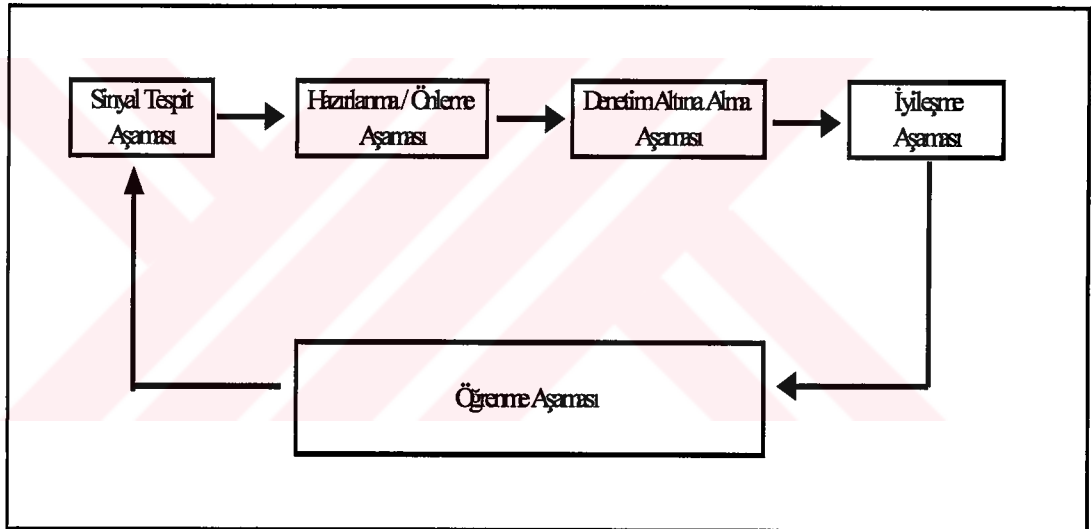 Sinyal Tespit
Aşaması
Hazırlanma / Önleme
Aşaması
Denetim Altına Alma
Aşaması
İyileşme
Aşaması
Öğrenme Aşaması